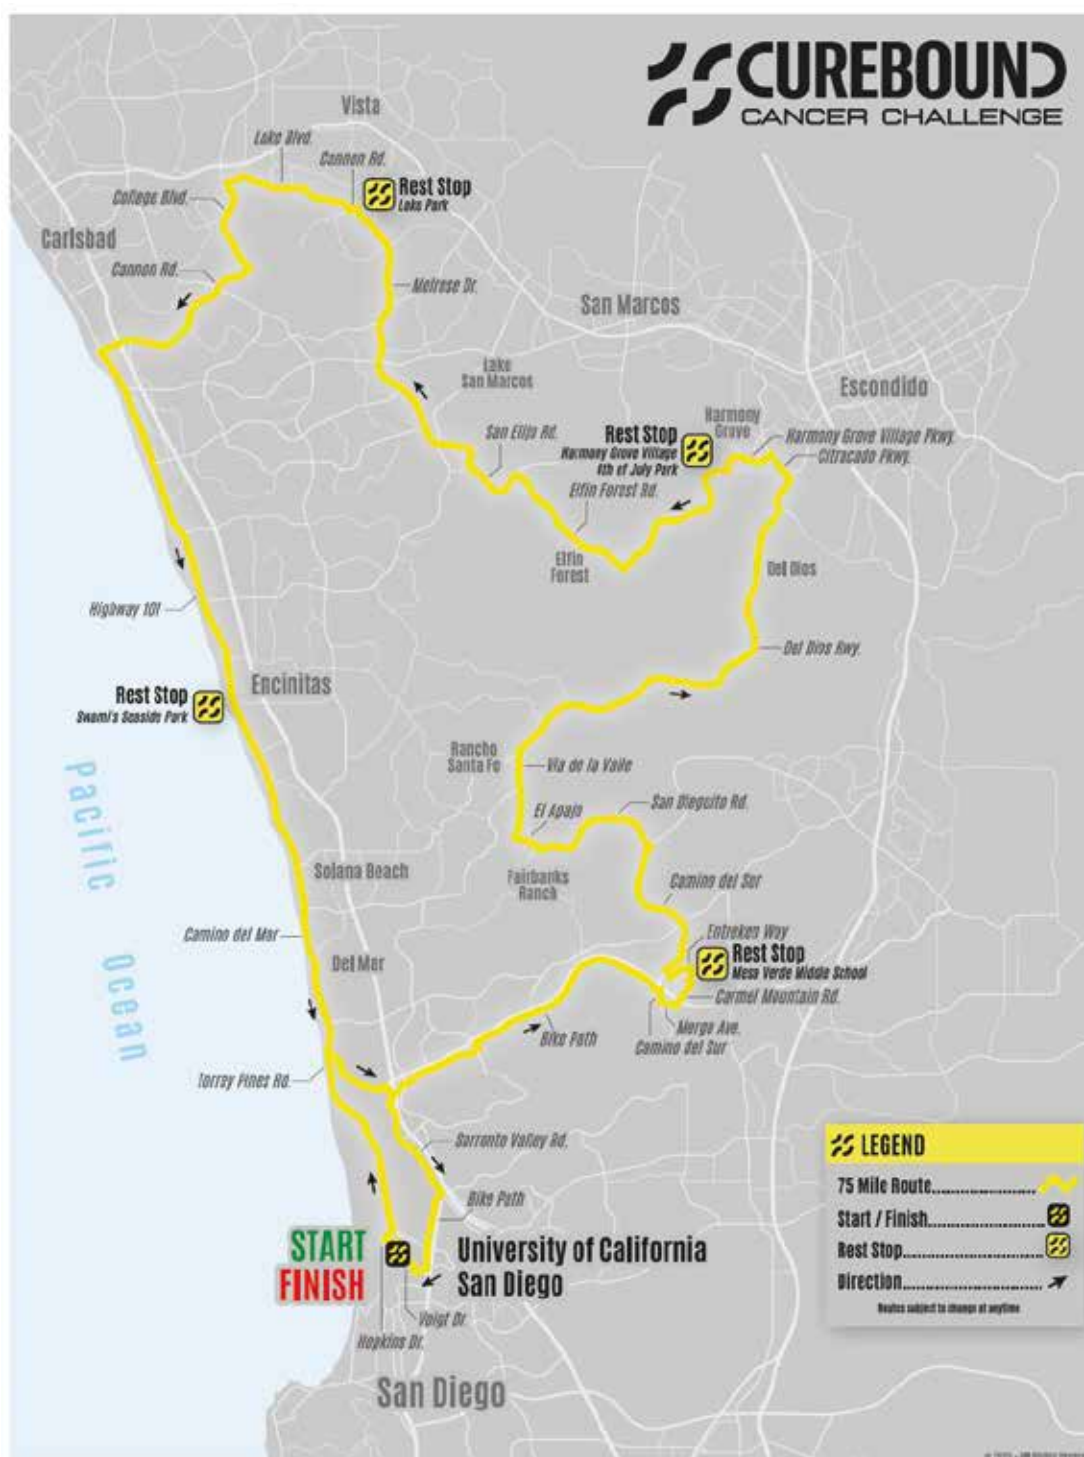 CUREBOUND
CANCER CHALLENGE
Vista
Lake Blvd.
Cannon Rd.
Rest Stop
Lake Park
College Blvd.
Carlsbad
Cannon Rd.
Melrose Dr.
San Marcos
Lake
San Marcos
Escondido
Harmony
Grove
San Elijo Rd.
Rest Stop
Harmony Grove Village
4th of July Park
Harmony Grove Village Pkwy.
Citracado Pkwy.
Elfin Forest Rd.
Elfin
Forest
Del Dios
Highway 101
Del Dios Hwy.
Encinitas
Rest Stop
Swami's Seaside Park
Rancho
Santa Fe
Via de la Valle
Pacific Ocean
El Apajo
San Dieguito Rd.
Solana Beach
Fairbanks
Ranch
Camino del Sur
Camino del Mar
Entreken Way
Del Mar
Rest Stop
Mesa Verde Middle School
Carmel Mountain Rd.
Merge Ave.
Camino del Sur
Bike Path
Torrey Pines Rd.
Sorrento Valley Rd.
Bike Path
START
FINISH
University of California
San Diego
Voigt Dr.
Hopkins Dr.
San Diego
LEGEND
75 Mile Route
Start / Finish
Rest Stop
Direction
Routes subject to change at anytime